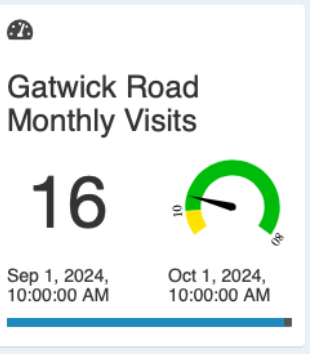 Gatwick Road
Monthly Visits
16
10
80
Sep 1, 2024,
10:00:00 AM
Oct 1, 2024,
10:00:00 AM